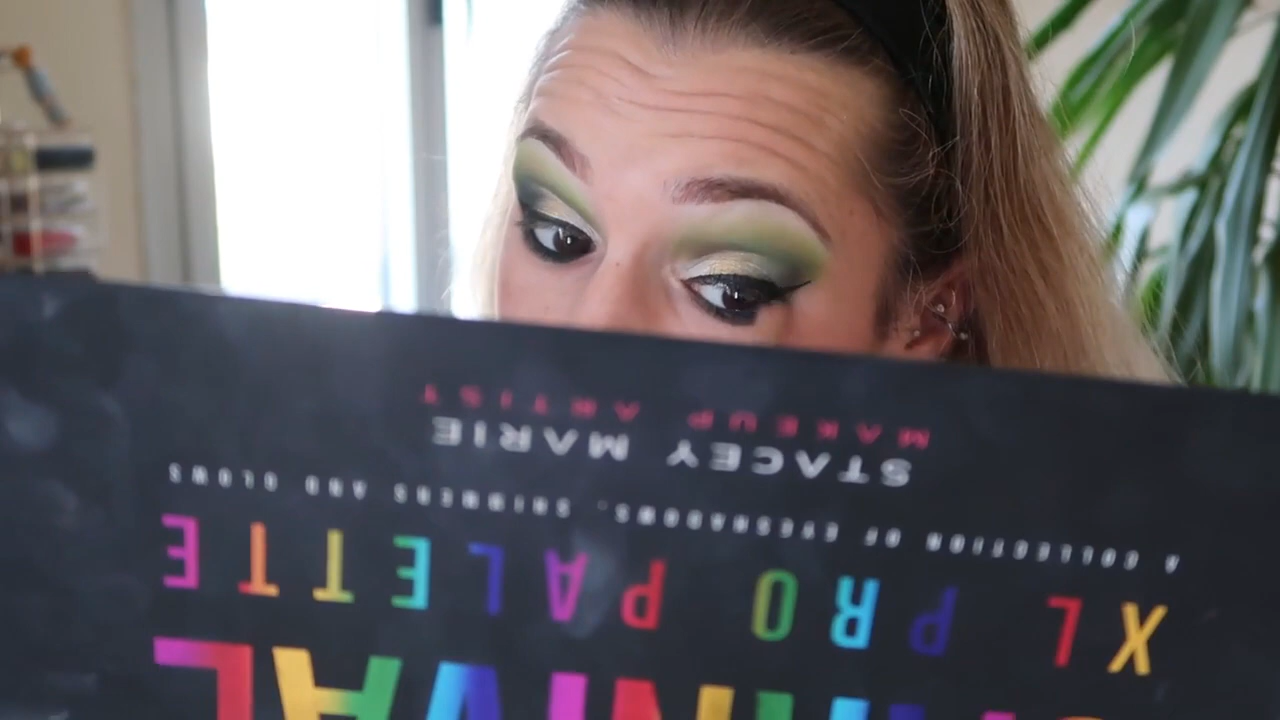 XL PRO PALETTE
A COLLECTION OF EYESHADOWS, SHIMMERS AND GLOWS
STACEY MARIE
MAKEUP ARTIST